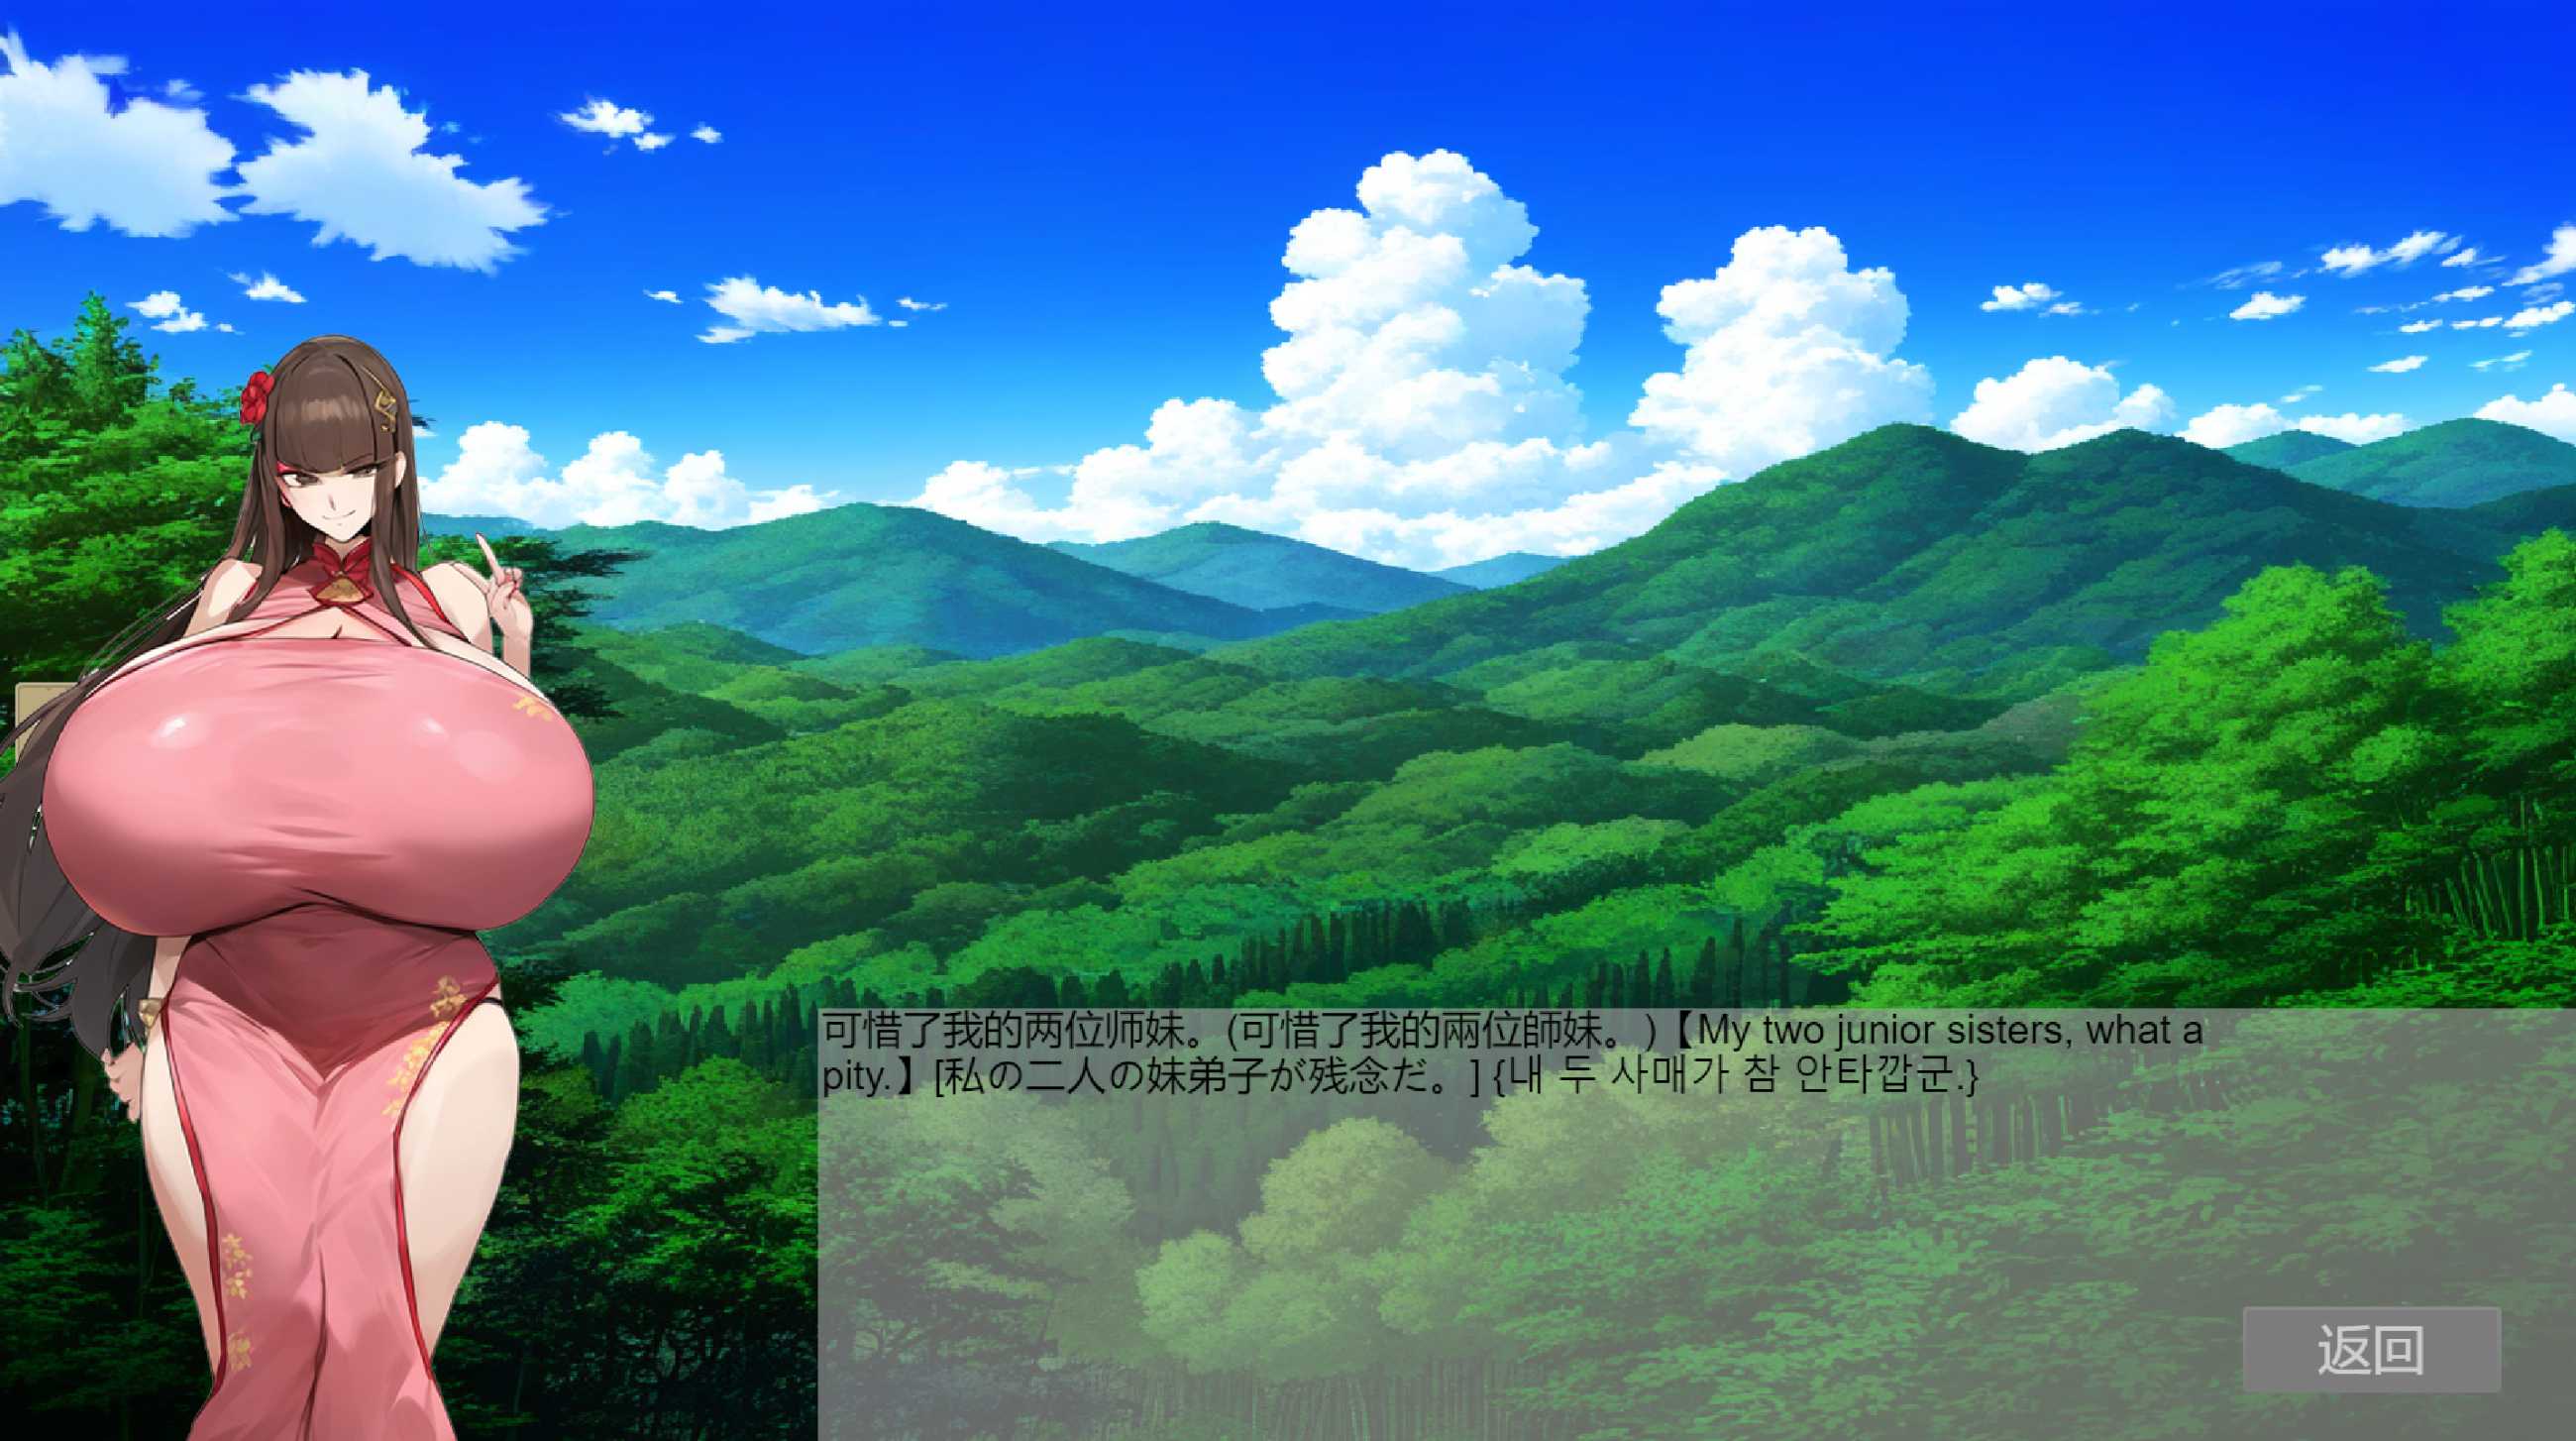 可惜了我的两位师妹。(可惜了我的兩位師妹。)【My two junior sisters, what a
pity.】[私の二人の妹弟子が残念だ。] {내 두 사매가 참 안타깝군.}
返回